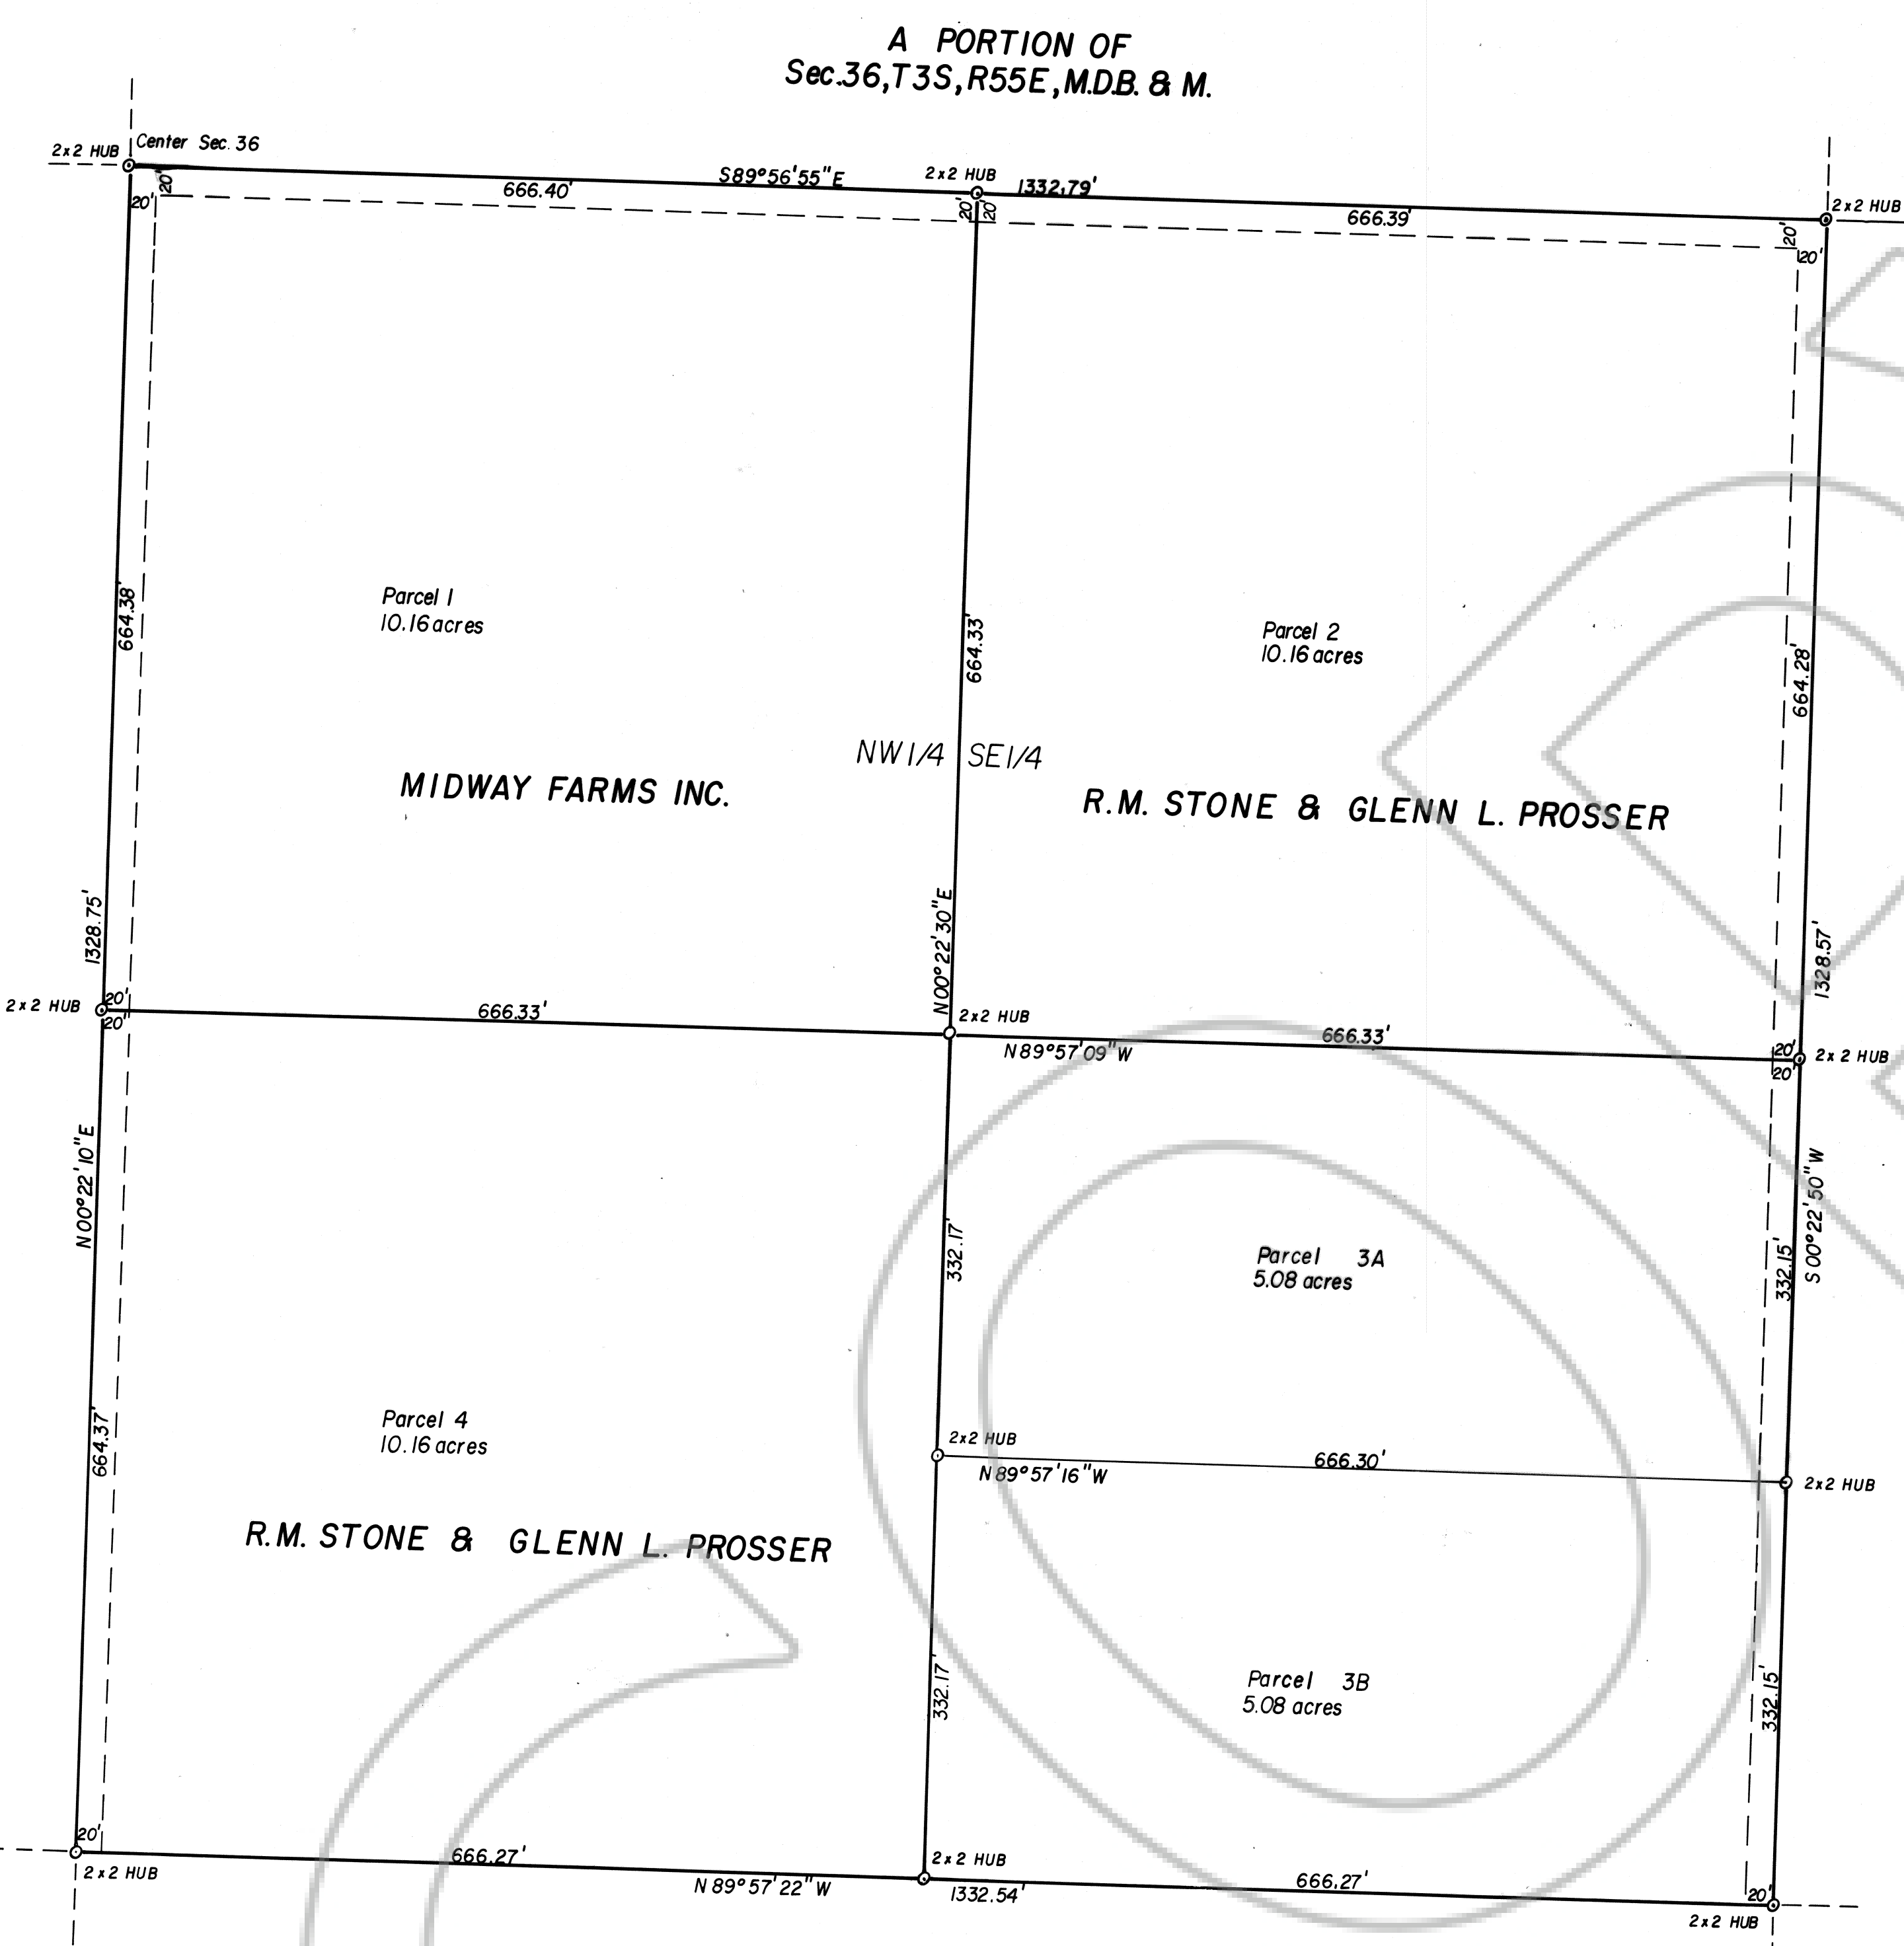 A PORTION OF
Sec.36,T3S,R55E,M.D.B. & M.
2x2 HUB
Center Sec. 36
20'
20'
666.40'
S89°56'55"E
2x2 HUB
1332.79'
20'
20'
666.39'
2x2 HUB
20'
20'
664.38'
Parcel 1
10.16 acres
664.33'
Parcel 2
10.16 acres
664.28'
NW1/4 SE1/4
MIDWAY FARMS INC.
R.M. STONE & GLENN L. PROSSER
1328.75'
N00°22'30"E
1328.57'
2x2 HUB
20'
20'
666.33'
2x2 HUB
666.33'
N89°57'09"W
20'
20'
2x2 HUB
N00°22'10"E
332.17'
Parcel 3A
5.08 acres
332.15'
S00°22'50"W
664.37'
Parcel 4
10.16 acres
2x2 HUB
N89°57'16"W
666.30'
2x2 HUB
R.M. STONE & GLENN L. PROSSER
332.17'
Parcel 3B
5.08 acres
332.15'
20'
2x2 HUB
666.27'
N89°57'22"W
2x2 HUB
1332.54'
666.27'
20'
2x2 HUB